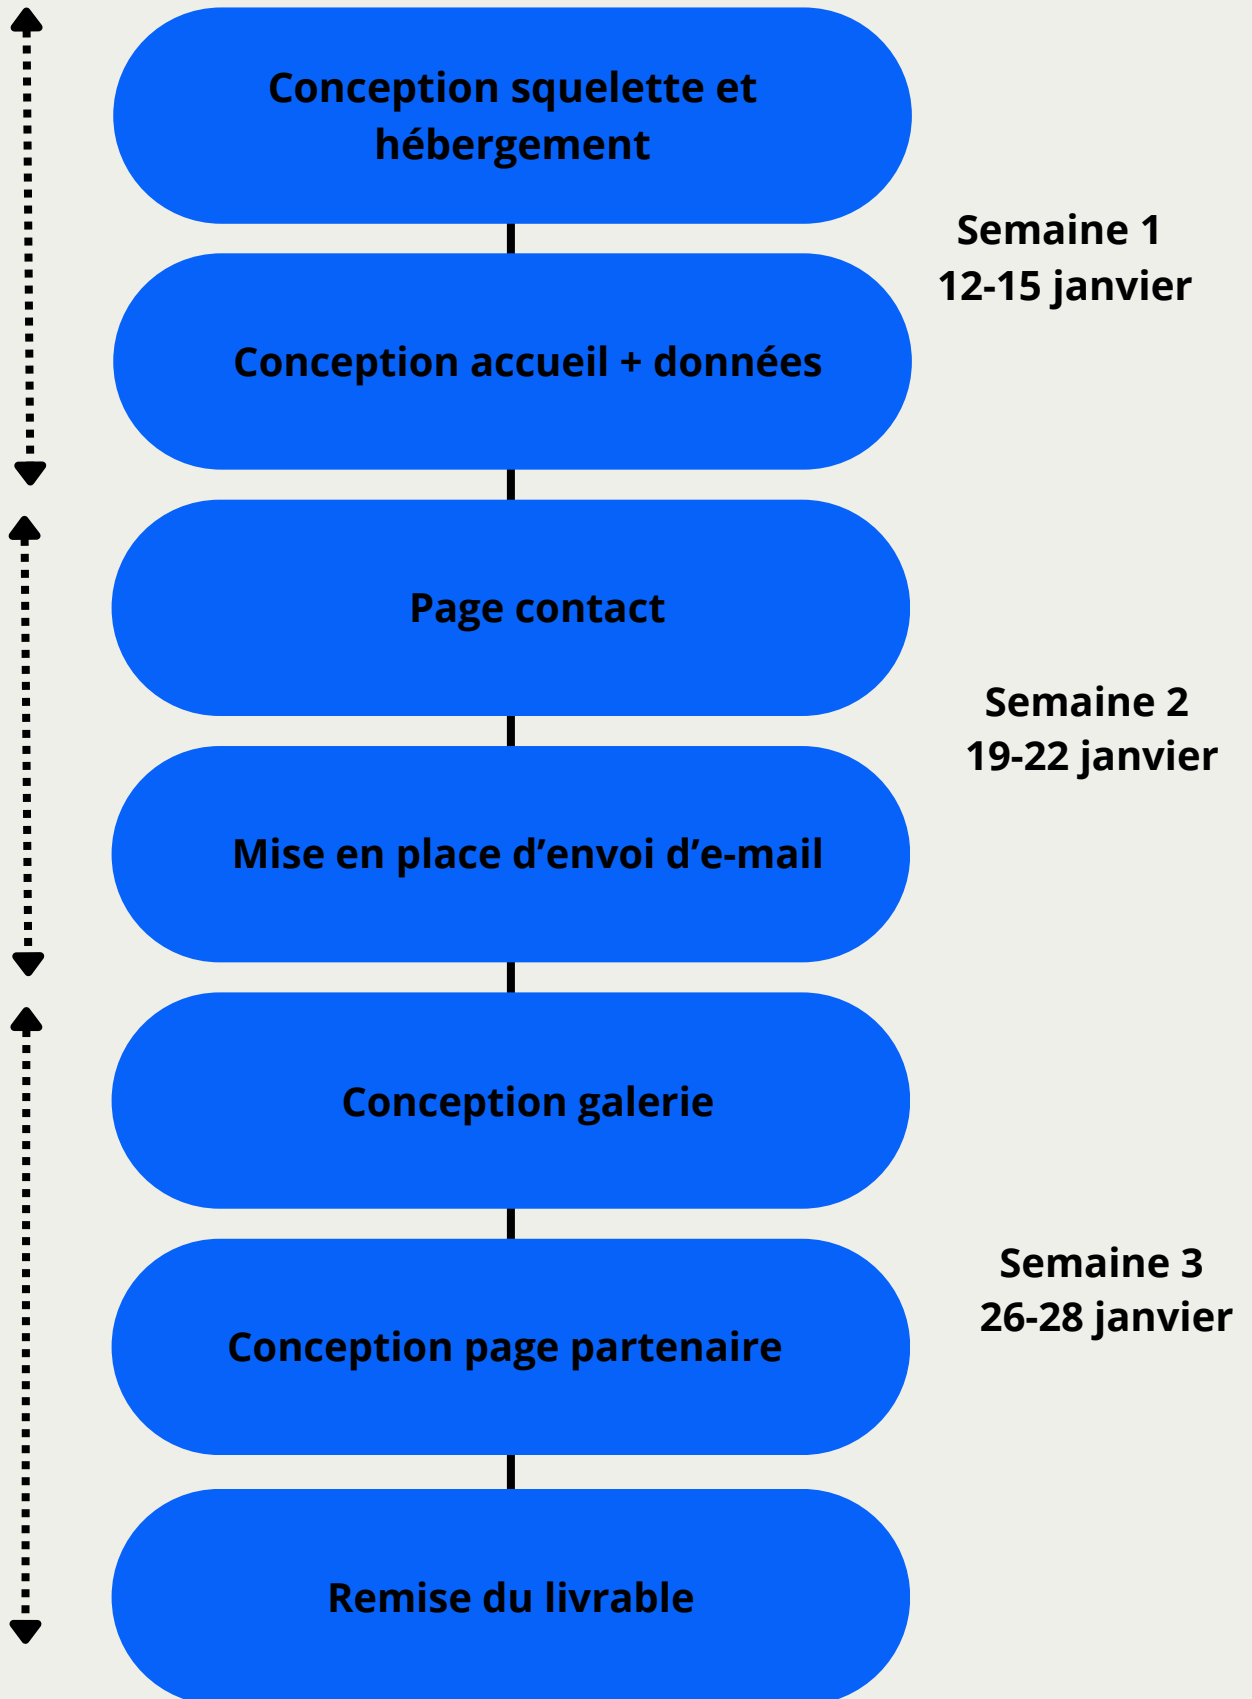 Conception squelette et
hébergement
Semaine 1
12-15 janvier
Conception accueil + données
Page contact
Semaine 2
19-22 janvier
Mise en place d’envoi d’e-mail
Conception galerie
Semaine 3
26-28 janvier
Conception page partenaire
Remise du livrable